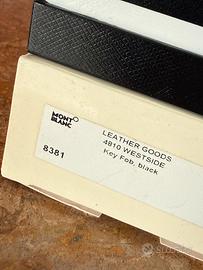 MONT
BLANC
LEATHER GOODS
4810 WESTSIDE
Key Fob, black
8381